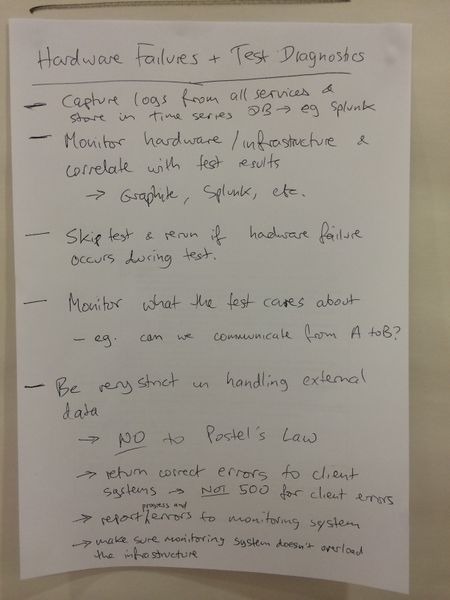 Hardware Failures + Test Diagnostics
— Capture logs from all services &
store in time series DB → eg Splunk
— Monitor hardware / infrastructure &
correlate with test results
→ Graphite, Splunk, etc.
— Skip test & rerun if hardware failure
occurs during test.
— Monitor what the test cares about
– eg. can we communicate from A to B?
— Be very strict in handling external
data
→ NO to Postel's Law
→ return correct errors to client
systems → NOT 500 for client errors
progress and
→ report / errors to monitoring system
→ make sure monitoring system doesn't overload
the infrastructure